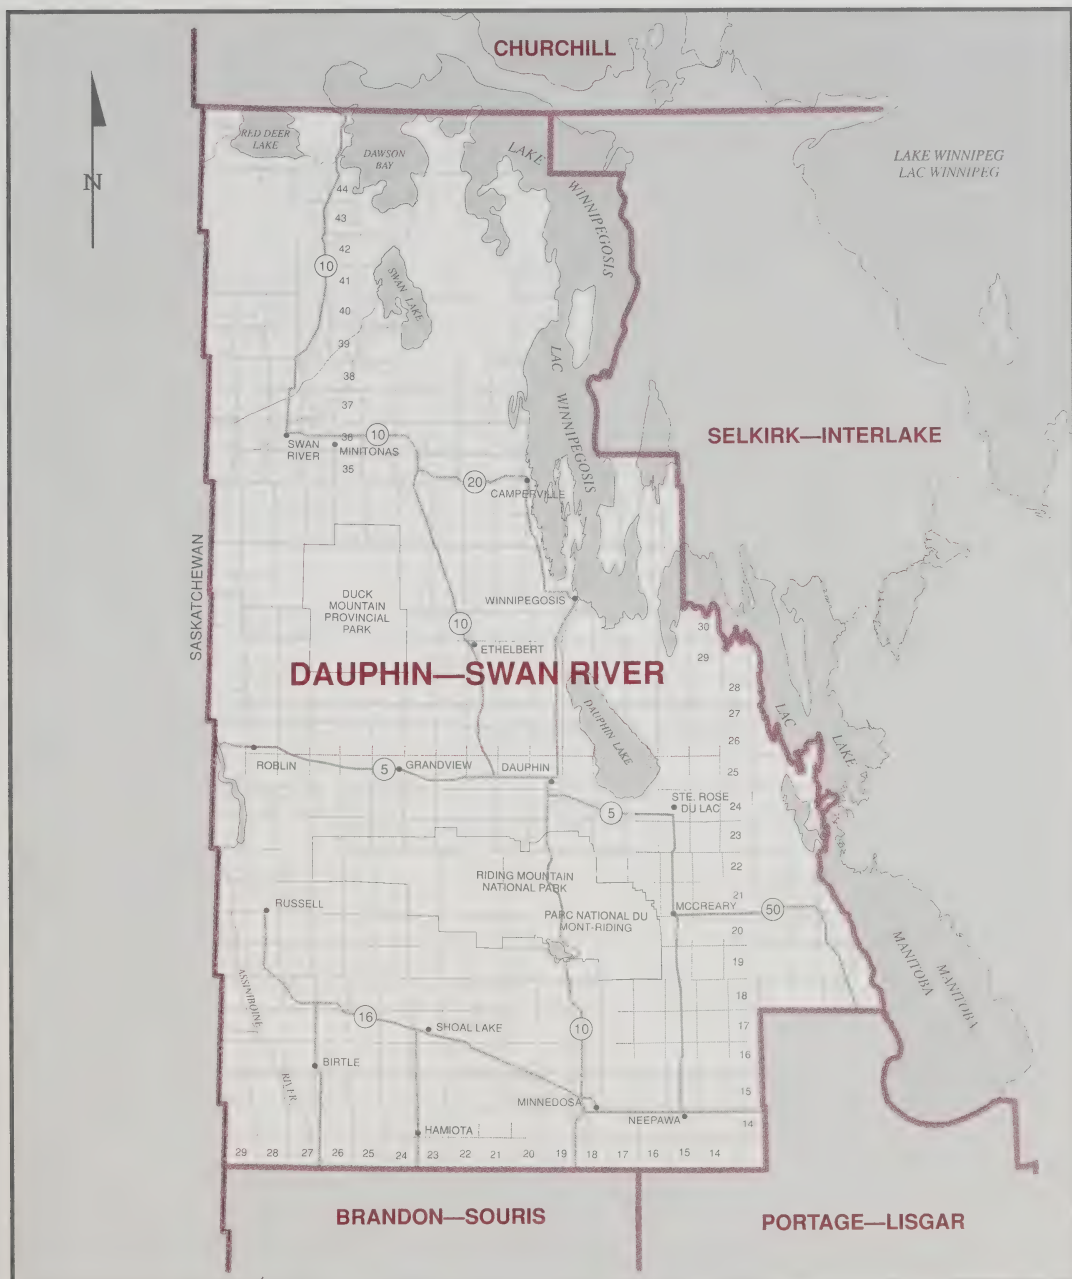 CHURCHILL
N
RED DEER
LAKE
DAWSON
BAY
LAKE WINNIPEGOSIS
LAKE WINNIPEG
LAC WINNIPEG
44
43
42
10
41
SWAN LAKE
40
39
38
37
LAC WINNIPEGOSIS
36
10
SWAN
RIVER
MINITONAS
35
SELKIRK—INTERLAKE
20
CAMPERVILLE
SASKATCHEWAN
DUCK
MOUNTAIN
PROVINCIAL
PARK
WINNIPEGOSIS
10
30
ETHELBERT
29
DAUPHIN—SWAN RIVER
28
27
26
25
DAUPHIN LAKE
LAC
LAKE
ROBLIN
5
GRANDVIEW
DAUPHIN
5
STE. ROSE
DU LAC
24
23
22
21
RIDING MOUNTAIN
NATIONAL PARK
RUSSELL
PARC NATIONAL DU
MONT-RIDING
MCCREARY
50
20
19
18
MANITOBA
MANITOBA
ASSINIBOINE
RIVER
16
SHOAL LAKE
10
17
16
BIRTLE
15
MINNEDOSA
NEEPAWA
14
HAMIOTA
29 28 27 26 25 24 23 22 21 20 19 18 17 16 15 14
BRANDON—SOURIS
PORTAGE—LISGAR